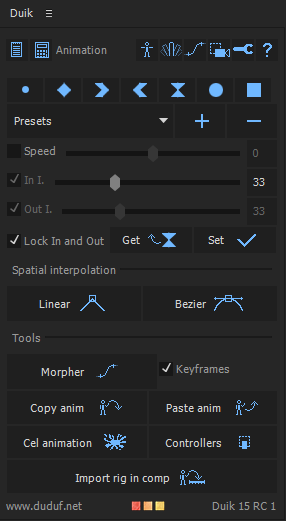 Duik
Animation
?
Presets
Speed 0
In I. 33
Out I. 33
Lock In and Out Get Set
Spatial interpolation
Linear Bezier
Tools
Morpher Keyframes
Copy anim Paste anim
Cel animation Controllers
Import rig in comp
www.duduf.net Duik 15 RC 1